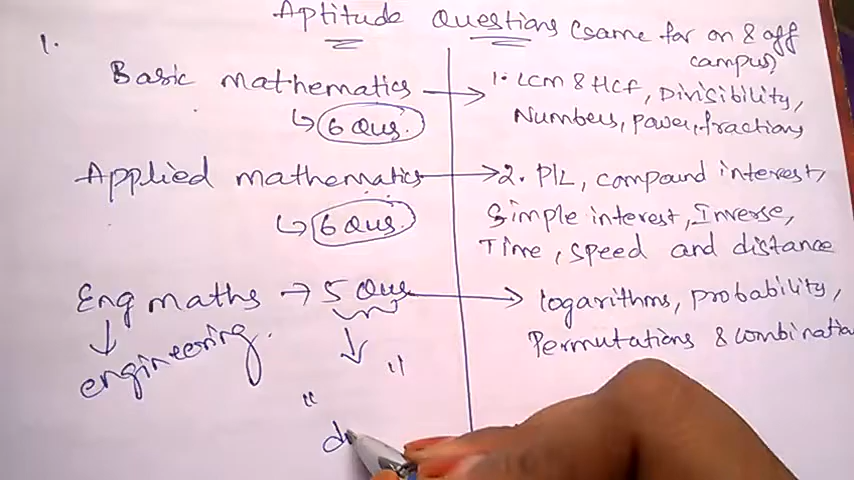 Aptitude Questions (same for on & off campus)
1.
Basic mathematics → 1. LCM & HCF, Divisibility,
↳ 6 Qus. Numbers, power, fractions
Applied mathematics → 2. P/L, compound interest,
↳ 6 Qus. Simple interest, Inverse,
Time, speed and distance
Eng maths → 5 Qus → logarithms, probability,
engineering. Permutations & combinatio
" "